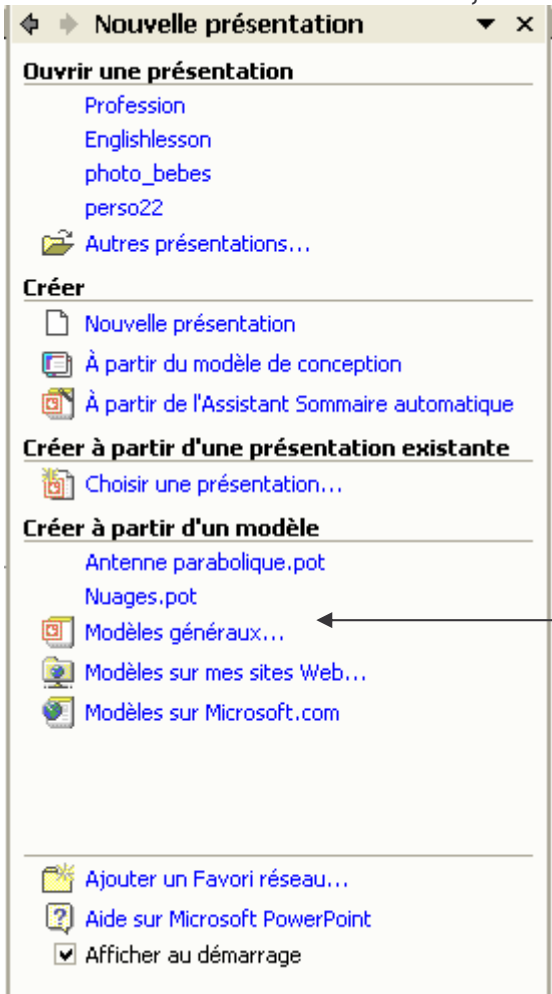 Nouvelle présentation
Ouvrir une présentation
Profession
Englishlesson
photo_bebes
perso22
Autres présentations...
Créer
Nouvelle présentation
À partir du modèle de conception
À partir de l'Assistant Sommaire automatique
Créer à partir d'une présentation existante
Choisir une présentation...
Créer à partir d'un modèle
Antenne parabolique.pot
Nuages.pot
Modèles généraux...
Modèles sur mes sites Web...
Modèles sur Microsoft.com
Ajouter un Favori réseau...
Aide sur Microsoft PowerPoint
Afficher au démarrage